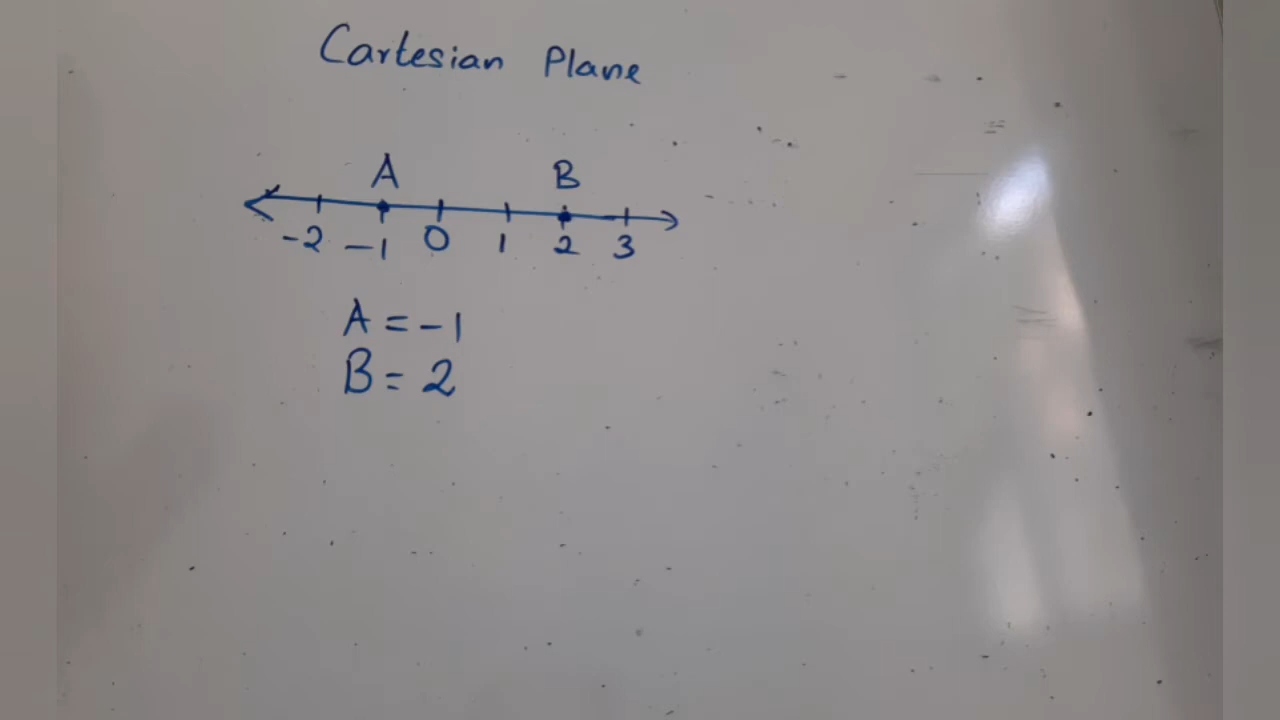 Cartesian Plane
A B
-2 -1 0 1 2 3
A = -1
B = 2